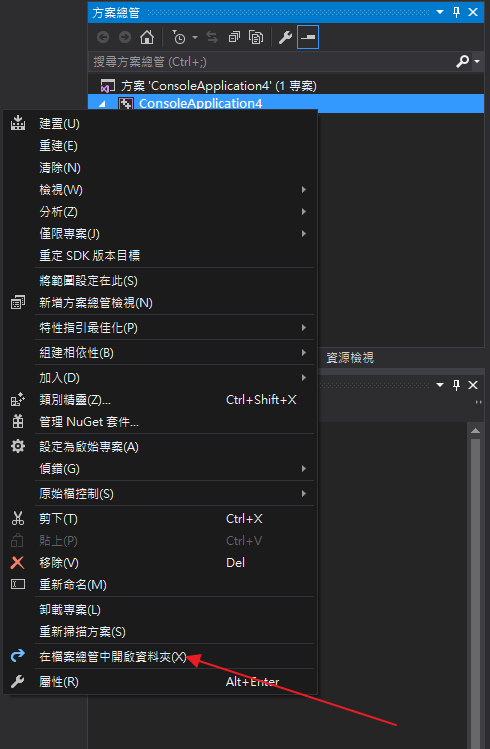 方案總管
搜尋方案總管 (Ctrl+;)
方案 'ConsoleApplication4' (1 專案)
ConsoleApplication4
建置(U)
重建(E)
清除(N)
檢視(W)
分析(Z)
僅限專案(J)
重定 SDK 版本目標
將範圍設定在此(S)
新增方案總管檢視(N)
特性指引最佳化(P)
組建相依性(B)
資源檢視
加入(D)
類別精靈(Z)... Ctrl+Shift+X
管理 NuGet 套件...
設定為啟始專案(A)
偵錯(G)
原始檔控制(S)
剪下(T) Ctrl+X
貼上(P) Ctrl+V
移除(V) Del
重新命名(M)
卸載專案(L)
重新掃描方案(S)
在檔案總管中開啟資料夾(X)
屬性(R) Alt+Enter